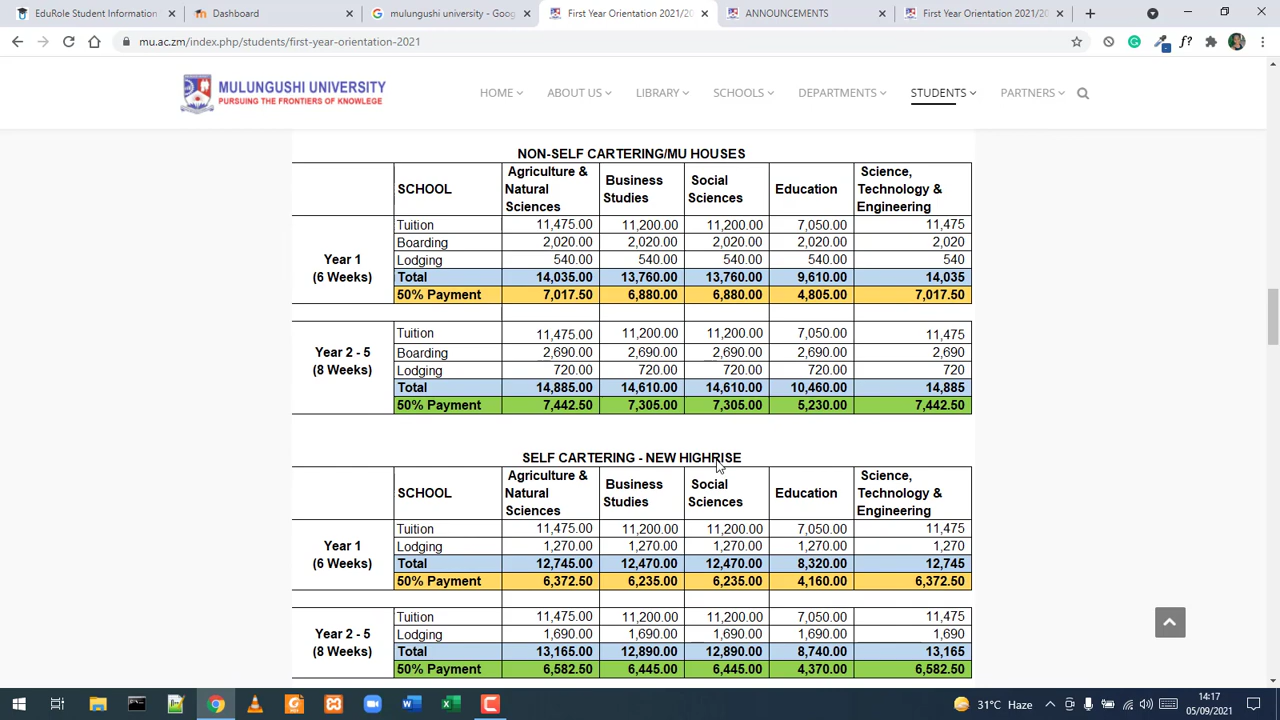 EduRole Student Information
Dashboard
mulungushi university - Goog
First Year Orientation 2021/20
ANNOUNCEMENTS
First Year Orientation 2021/20
mu.ac.zm/index.php/students/first-year-orientation-2021
f?
MULUNGUSHI UNIVERSITY
PURSUING THE FRONTIERS OF KNOWLEGE
HOME ABOUT US LIBRARY SCHOOLS DEPARTMENTS STUDENTS PARTNERS
NON-SELF CARTERING/MU HOUSES
SCHOOL Agriculture & Natural Sciences Business Studies Social Sciences Education Science, Technology & Engineering
Year 1 (6 Weeks)
Tuition 11,475.00 11,200.00 11,200.00 7,050.00 11,475
Boarding 2,020.00 2,020.00 2,020.00 2,020.00 2,020
Lodging 540.00 540.00 540.00 540.00 540
Total 14,035.00 13,760.00 13,760.00 9,610.00 14,035
50% Payment 7,017.50 6,880.00 6,880.00 4,805.00 7,017.50
Year 2 - 5 (8 Weeks)
Tuition 11,475.00 11,200.00 11,200.00 7,050.00 11,475
Boarding 2,690.00 2,690.00 2,690.00 2,690.00 2,690
Lodging 720.00 720.00 720.00 720.00 720
Total 14,885.00 14,610.00 14,610.00 10,460.00 14,885
50% Payment 7,442.50 7,305.00 7,305.00 5,230.00 7,442.50
SELF CARTERING - NEW HIGHRISE
SCHOOL Agriculture & Natural Sciences Business Studies Social Sciences Education Science, Technology & Engineering
Year 1 (6 Weeks)
Tuition 11,475.00 11,200.00 11,200.00 7,050.00 11,475
Lodging 1,270.00 1,270.00 1,270.00 1,270.00 1,270
Total 12,745.00 12,470.00 12,470.00 8,320.00 12,745
50% Payment 6,372.50 6,235.00 6,235.00 4,160.00 6,372.50
Year 2 - 5 (8 Weeks)
Tuition 11,475.00 11,200.00 11,200.00 7,050.00 11,475
Lodging 1,690.00 1,690.00 1,690.00 1,690.00 1,690
Total 13,165.00 12,890.00 12,890.00 8,740.00 13,165
50% Payment 6,582.50 6,445.00 6,445.00 4,370.00 6,582.50
31°C Haze
14:17
05/09/2021